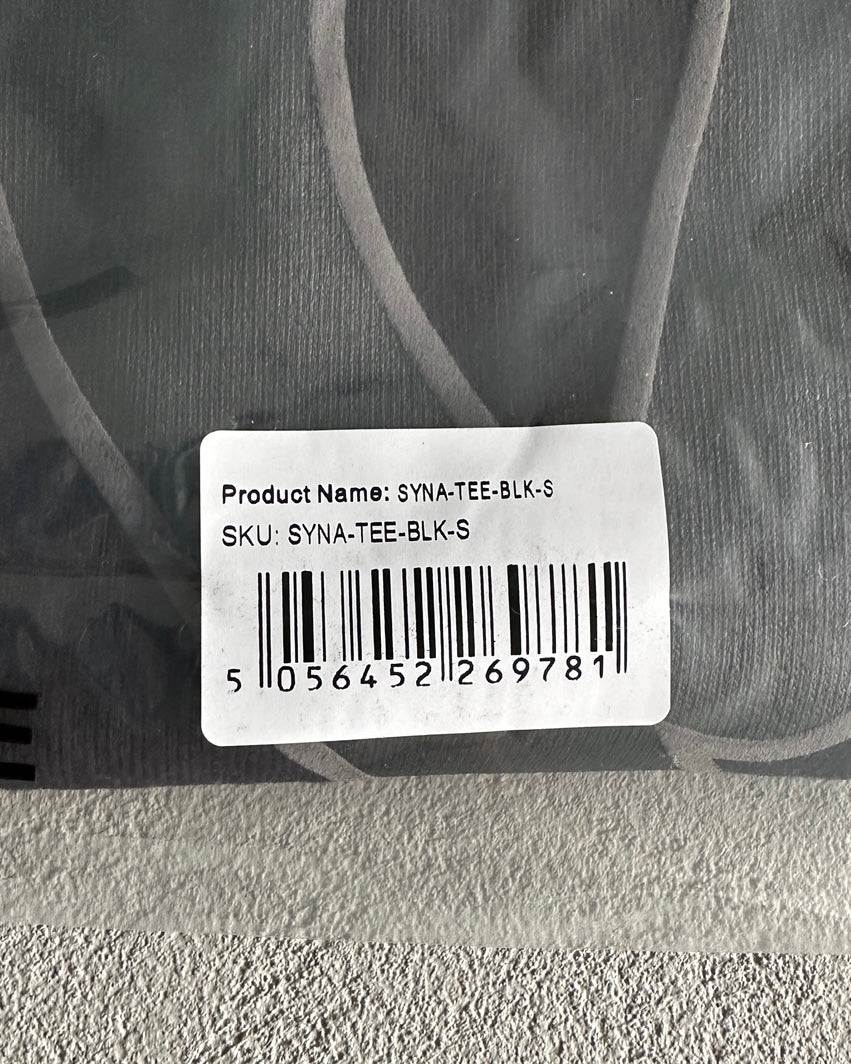 Product Name: SYNA-TEE-BLK-S
SKU: SYNA-TEE-BLK-S
5 056452 269781